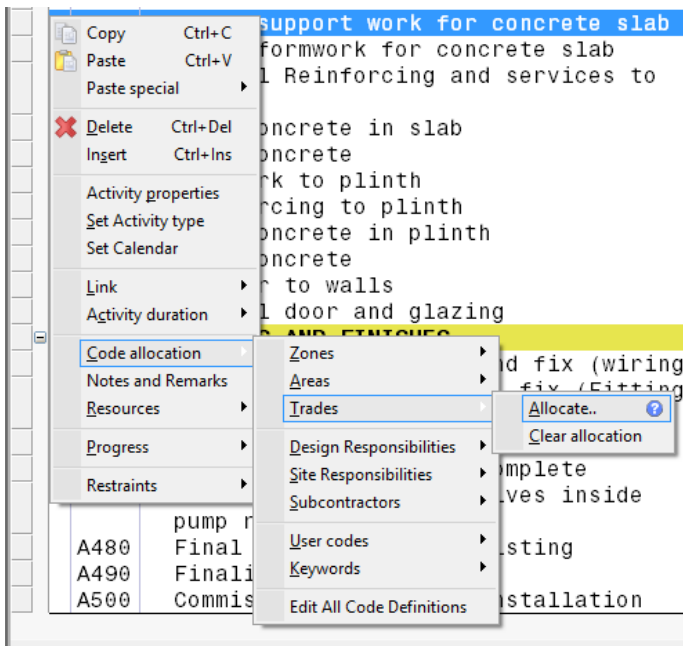 support work for concrete slab
Copy Ctrl+C
formwork for concrete slab
Paste Ctrl+V
l Reinforcing and services to
Paste special
Delete Ctrl+Del
oncrete in slab
Insert Ctrl+Ins
oncrete
rk to plinth
Activity properties
rcing to plinth
Set Activity type
oncrete in plinth
Set Calendar
oncrete
Link
r to walls
Activity duration
l door and glazing
AND FINISHES
Code allocation
Zones
nd fix (wiring
Notes and Remarks
Areas
fix (Fitting
Resources
Trades
Allocate..
Clear allocation
Progress
Design Responsibilities
omplete
Site Responsibilities
Restraints
lves inside
Subcontractors
pump r
User codes
A480 Final sting
Keywords
A490 Finali
A500 Commis nstallation
Edit All Code Definitions